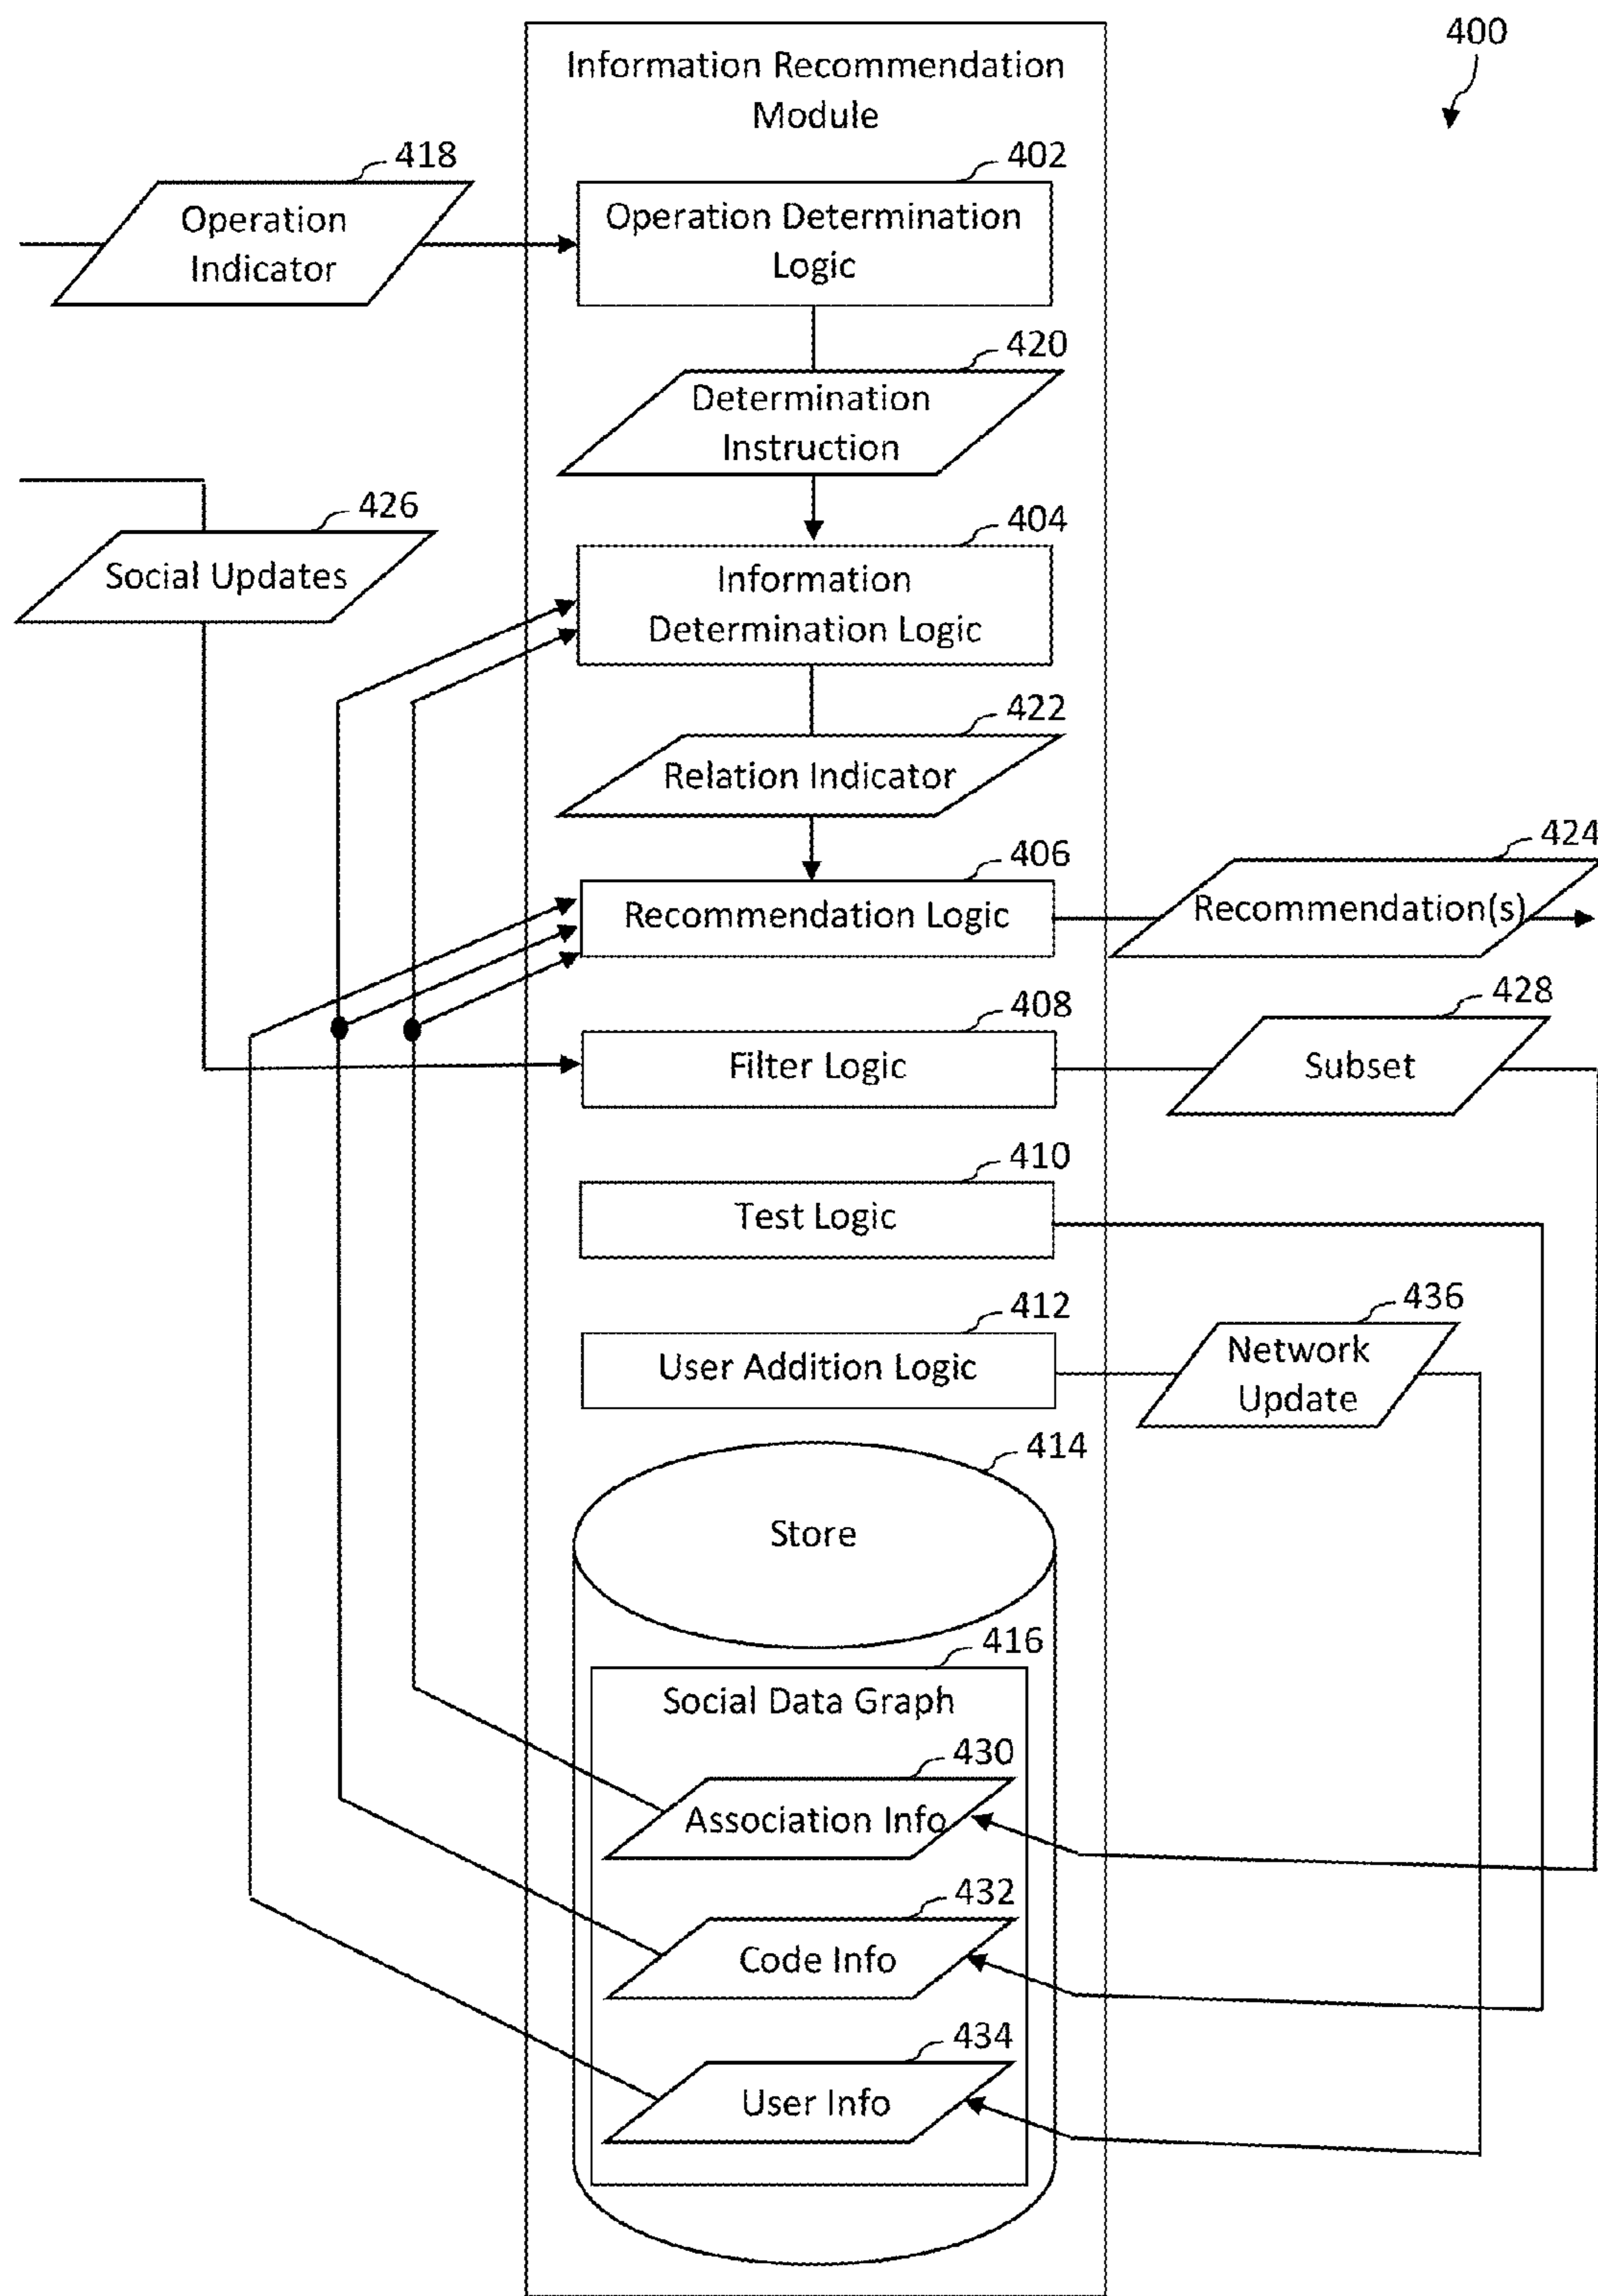 400
Information Recommendation
Module
418
Operation
Indicator
402
Operation Determination
Logic
420
Determination
Instruction
426
Social Updates
404
Information
Determination Logic
422
Relation Indicator
406
Recommendation Logic
424
Recommendation(s)
408
Filter Logic
428
Subset
410
Test Logic
412
User Addition Logic
436
Network
Update
414
Store
416
Social Data Graph
430
Association Info
432
Code Info
434
User Info